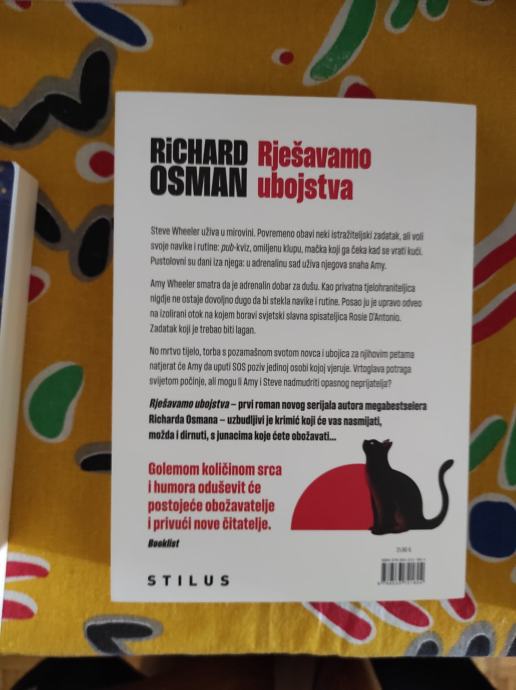 RiCHARD
OSMAN
Rješavamo
ubojstva
Steve Wheeler uživa u mirovini. Povremeno obavi neki istražiteljski zadatak, ali voli
svoje navike i rutine: pub-kviz, omiljenu klupu, mačka koji ga čeka kad se vrati kući.
Pustolovni su dani iza njega: u adrenalinu sad uživa njegova snaha Amy.
Amy Wheeler smatra da je adrenalin dobar za dušu. Kao privatna tjelohraniteljica
nigdje ne ostaje dovoljno dugo da bi stekla navike i rutine. Posao ju je upravo odveo
na izolirani otok na kojem boravi svjetski slavna spisateljica Rosie D'Antonio.
Zadatak koji je trebao biti lagan.
No mrtvo tijelo, torba s pozamašnom svotom novca i ubojica za njihovim petama
natjerat će Amy da uputi SOS poziv jedinoj osobi kojoj vjeruje. Vrtoglava potraga
svijetom počinje, ali mogu li Amy i Steve nadmudriti opasnog neprijatelja?
Rješavamo ubojstva – prvi roman novog serijala autora megabestselera
Richarda Osmana – uzbudljivi je krimić koji će vas nasmijati,
možda i dirnuti, s junacima koje ćete obožavati...
Golemom količinom srca
i humora oduševit će
postojeće obožavatelje
i privući nove čitatelje.
Booklist
STILUS